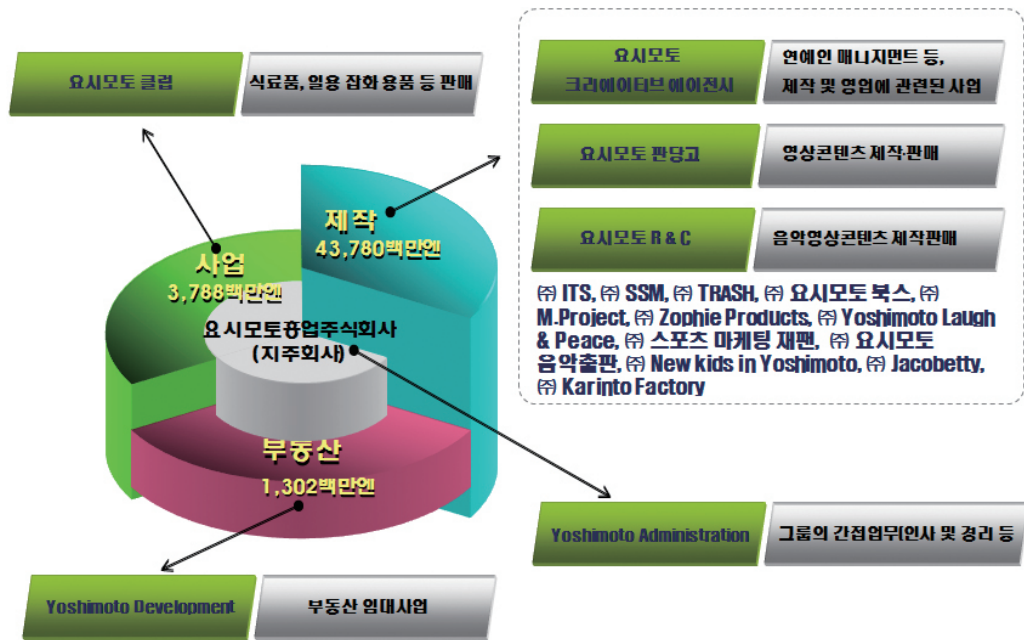 요시모토 클럽
식료품, 일용 잡화 용품 등 판매
요시모토
크리에이티브 에이전시
연예인 매니지먼트 등,
제작 및 영업에 관련된 사업
요시모토 판당고
영상콘텐츠 제작·판매
요시모토 R & C
음악영상콘텐츠 제작판매
㈜ ITS, ㈜ SSM, ㈜ TRASH, ㈜ 요시모토 북스, ㈜
M.Project, ㈜ Zophie Products, ㈜ Yoshimoto Laugh
& Peace, ㈜ 스포츠 마케팅 재팬, ㈜ 요시모토
음악출판, ㈜ New kids in Yoshimoto, ㈜ Jacobetty,
㈜ Karinto Factory
제작
43,780백만엔
사업
3,788백만엔
요시모토흥업주식회사
(지주회사)
부동산
1,302백만엔
Yoshimoto Administration
그룹의 간접업무(인사 및 경리 등
Yoshimoto Development
부동산 임대사업